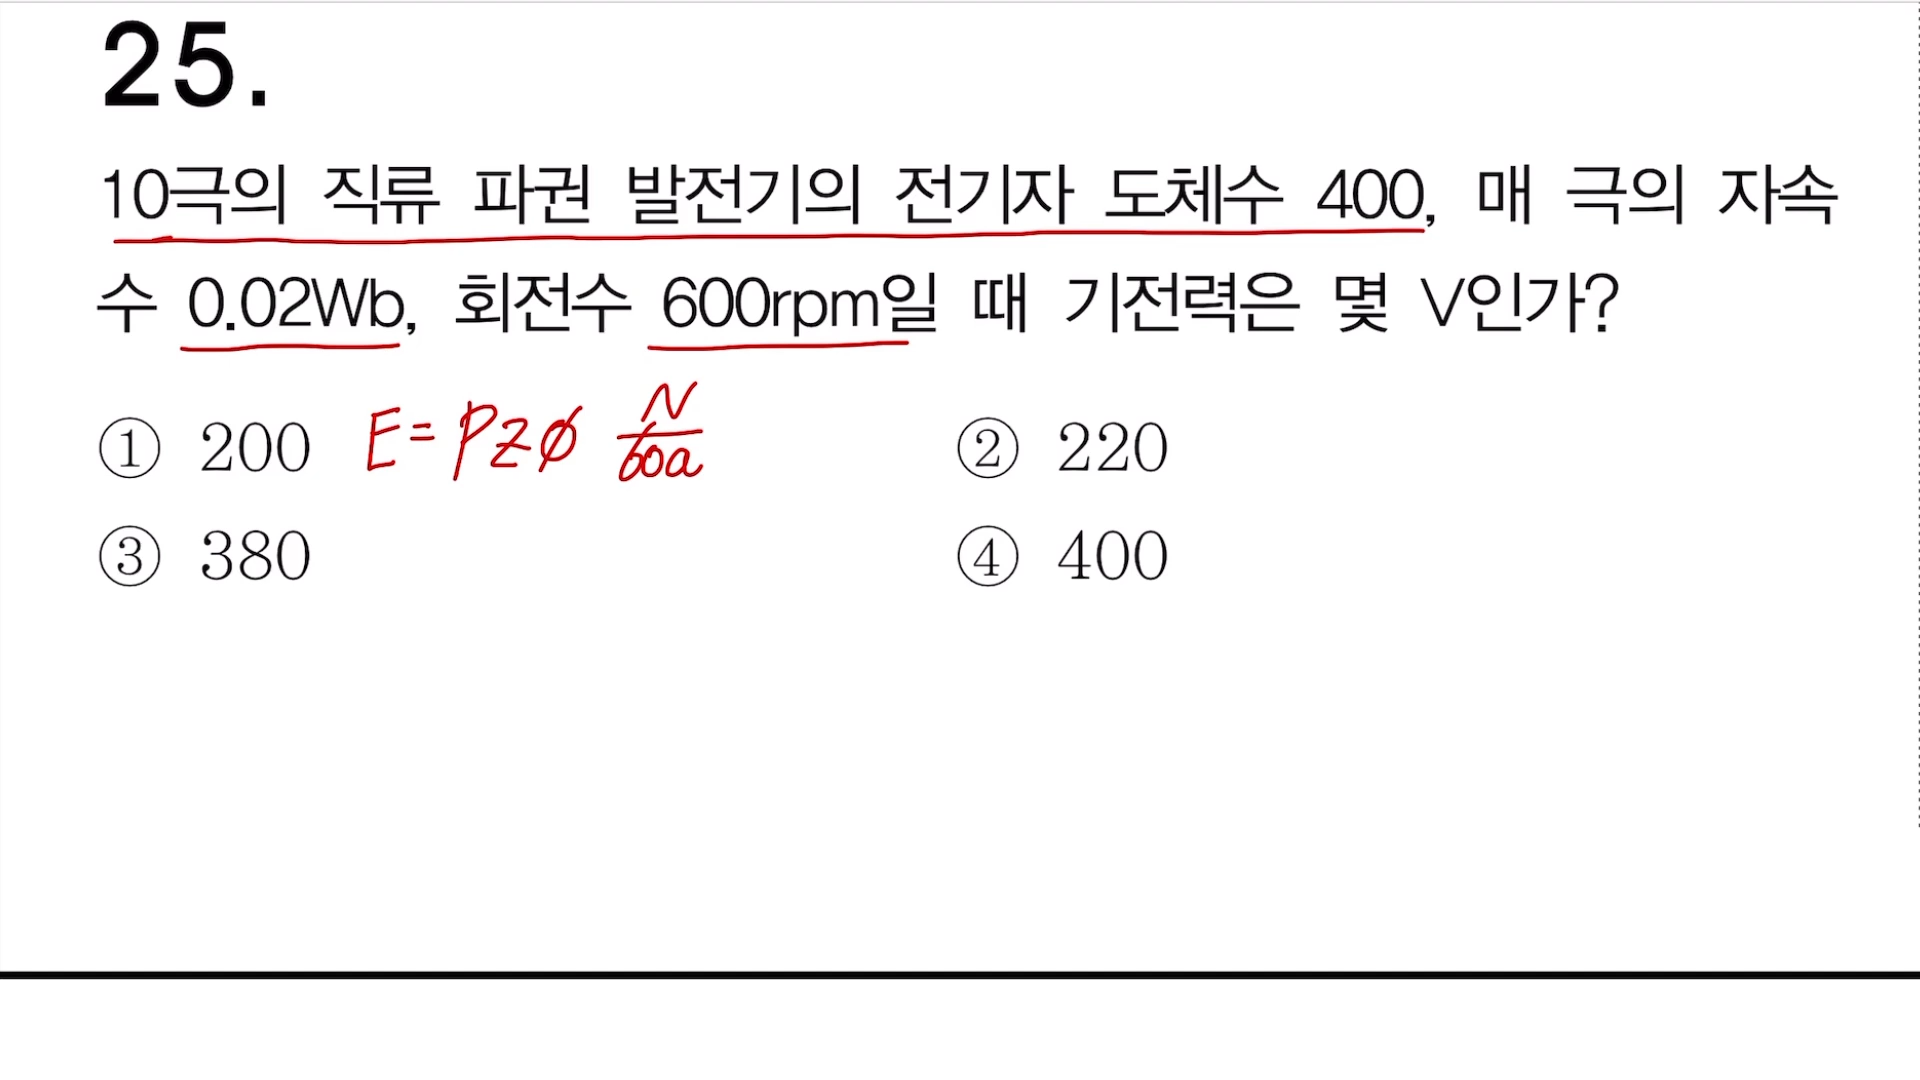 25.
10극의 직류 파권 발전기의 전기자 도체수 400, 매 극의 자속
수 0.02Wb, 회전수 600rpm일 때 기전력은 몇 V인가?
① 200 E=PZφ N/60a ② 220
③ 380 ④ 400